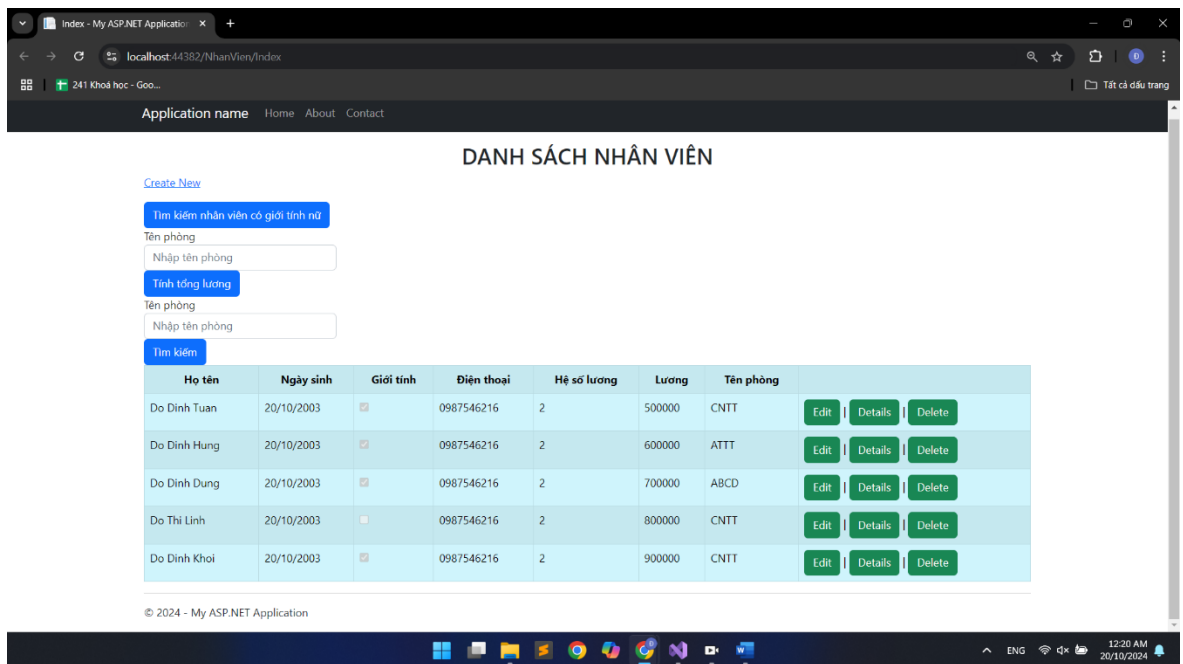 Index - My ASP.NET Application
localhost:44382/NhanVien/Index
241 Khoá học - Goo...
Tất cả dấu trang
Application name Home About Contact
DANH SÁCH NHÂN VIÊN
Create New
Tìm kiếm nhân viên có giới tính nữ
Tên phòng
Nhập tên phòng
Tính tổng lương
Tên phòng
Nhập tên phòng
Tìm kiếm
Họ tên Ngày sinh Giới tính Điện thoại Hệ số lương Lương Tên phòng
Do Dinh Tuan 20/10/2003 0987546216 2 500000 CNTT Edit | Details | Delete
Do Dinh Hung 20/10/2003 0987546216 2 600000 ATTT Edit | Details | Delete
Do Dinh Dung 20/10/2003 0987546216 2 700000 ABCD Edit | Details | Delete
Do Thi Linh 20/10/2003 0987546216 2 800000 CNTT Edit | Details | Delete
Do Dinh Khoi 20/10/2003 0987546216 2 900000 CNTT Edit | Details | Delete
© 2024 - My ASP.NET Application
ENG 12:20 AM
20/10/2024